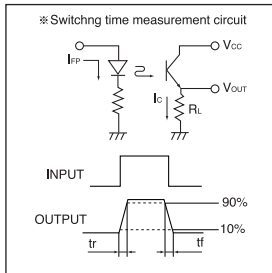 ※ Switchng time measurement circuit
IFP
VCC
VOUT
IC
RL
INPUT
OUTPUT
90%
10%
tr
tf